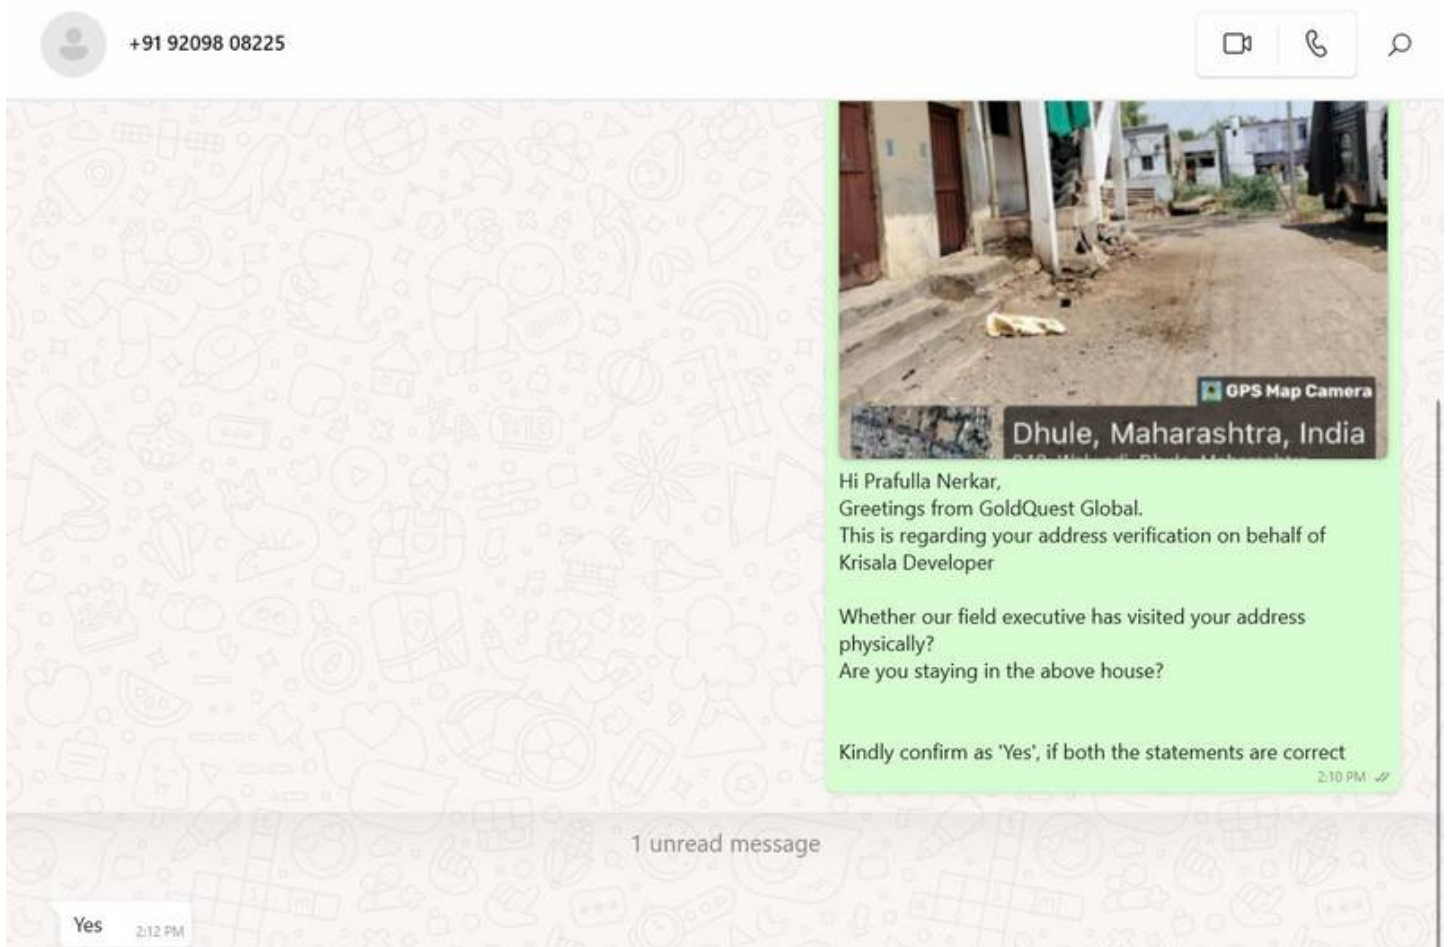 +91 92098 08225
GPS Map Camera
Dhule, Maharashtra, India
Hi Prafulla Nerkar,
Greetings from GoldQuest Global.
This is regarding your address verification on behalf of
Krisala Developer
Whether our field executive has visited your address
physically?
Are you staying in the above house?
Kindly confirm as 'Yes', if both the statements are correct
2:10 PM
1 unread message
Yes
2:12 PM